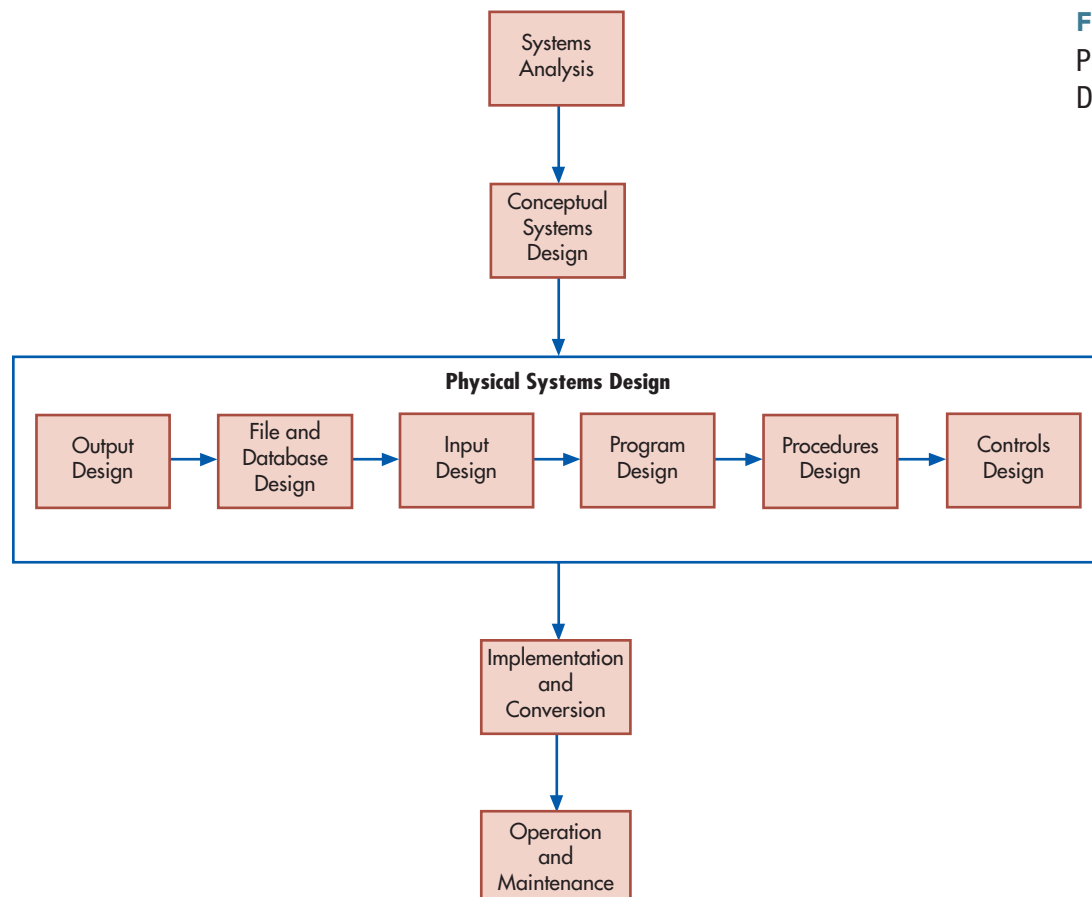 Systems
Analysis
F
P
D
Conceptual
Systems
Design
Physical Systems Design
Output
Design
File and
Database
Design
Input
Design
Program
Design
Procedures
Design
Controls
Design
Implementation
and
Conversion
Operation
and
Maintenance